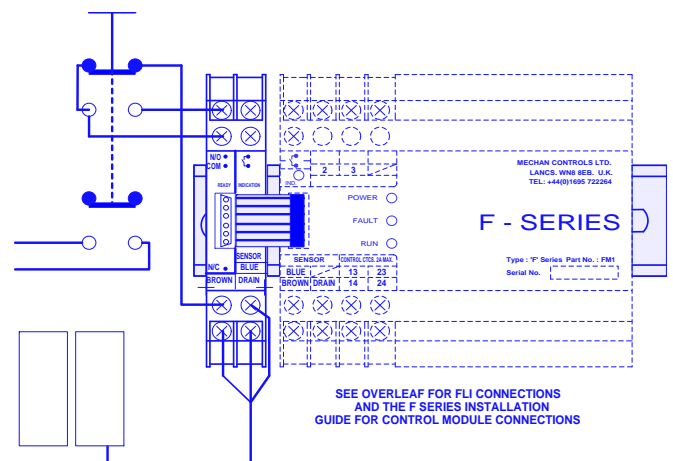 N/O
COM
READY
INDICATION
SENSOR
BLUE
N/C
BROWN DRAIN
IND.
2 3
POWER
FAULT
RUN
SENSOR CONTROL CTCS. 2A MAX.
BLUE 13 23
BROWN DRAIN 14 24
MECHAN CONTROLS LTD.
LANCS. WN8 8EB. U.K.
TEL: +44(0)1695 722264
F - SERIES
Type : 'F' Series Part No. : FM1
Serial No.
SEE OVERLEAF FOR FLI CONNECTIONS
AND THE F SERIES INSTALLATION
GUIDE FOR CONTROL MODULE CONNECTIONS